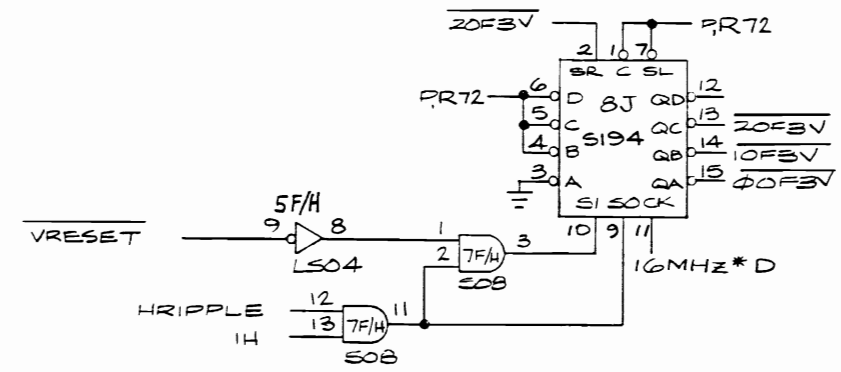 2OF3V
P,R72
2 1 7
SR C SL
P,R72
6 D 8J QD 12
5 C S194 QC 13 2OF3V
4 B QB 14 1OF3V
3 A QA 15 ΦOF3V
S1 SO CK
10 9 11
16MHZ* D
5F/H
VRESET 9 8
LS04
1
2 7F/H 3
S08
HRIPPLE 12
1H 13 7F/H 11
S08